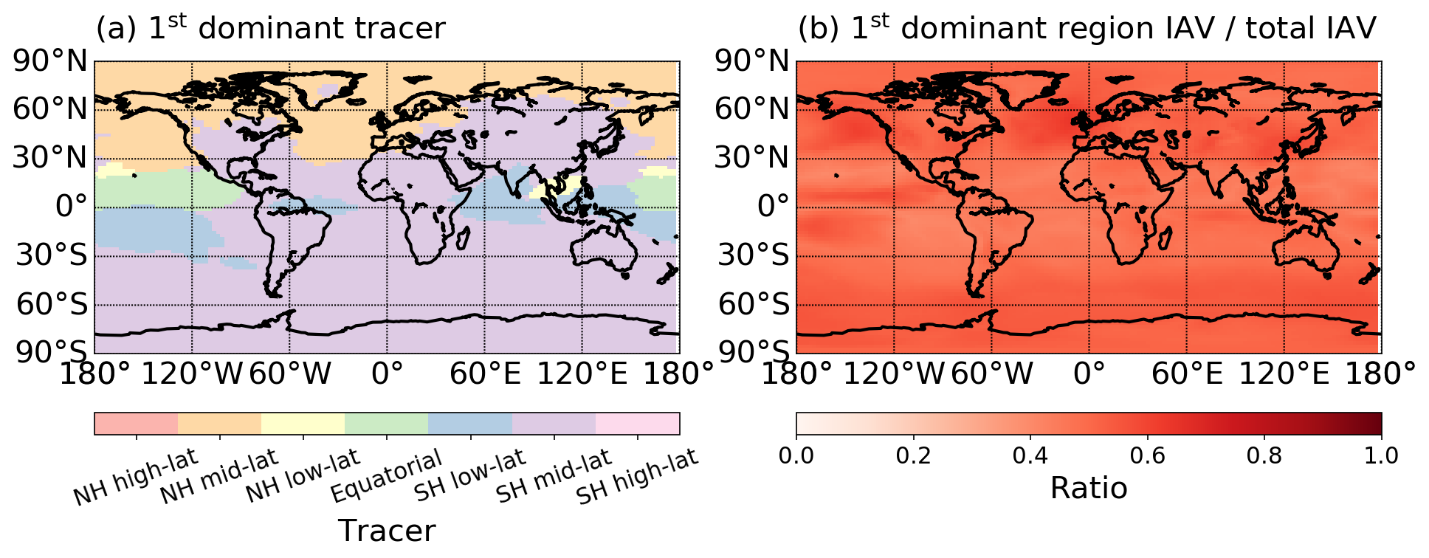 (a) 1st dominant tracer
90°N
60°N
30°N
0°
30°S
60°S
90°S
180° 120°W 60°W 0° 60°E 120°E 180°
NH high-lat
NH mid-lat
NH low-lat
Equatorial
SH low-lat
SH mid-lat
SH high-lat
Tracer
(b) 1st dominant region IAV / total IAV
90°N
60°N
30°N
0°
30°S
60°S
90°S
180° 120°W 60°W 0° 60°E 120°E 180°
0.0 0.2 0.4 0.6 0.8 1.0
Ratio